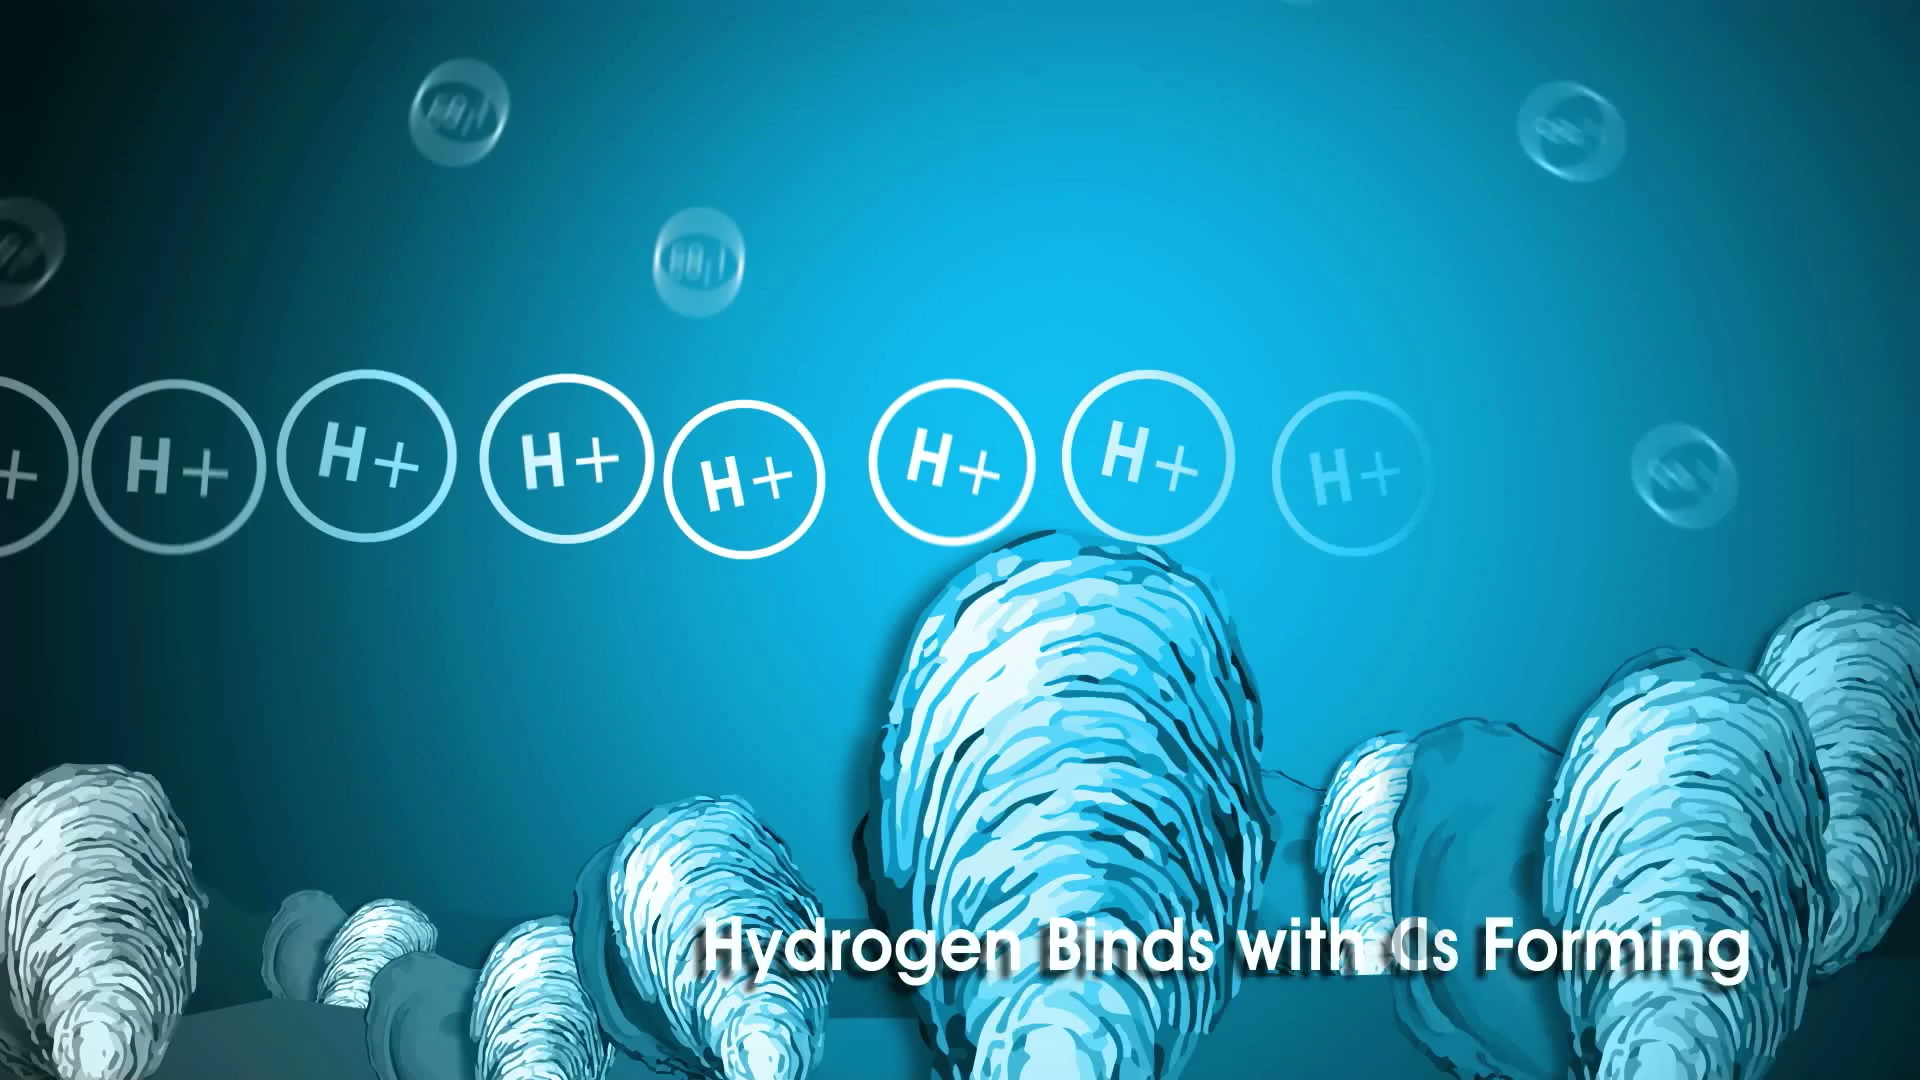 + H+ H+ H+ H+ H+ H+ H+
Hydrogen Binds with Forming